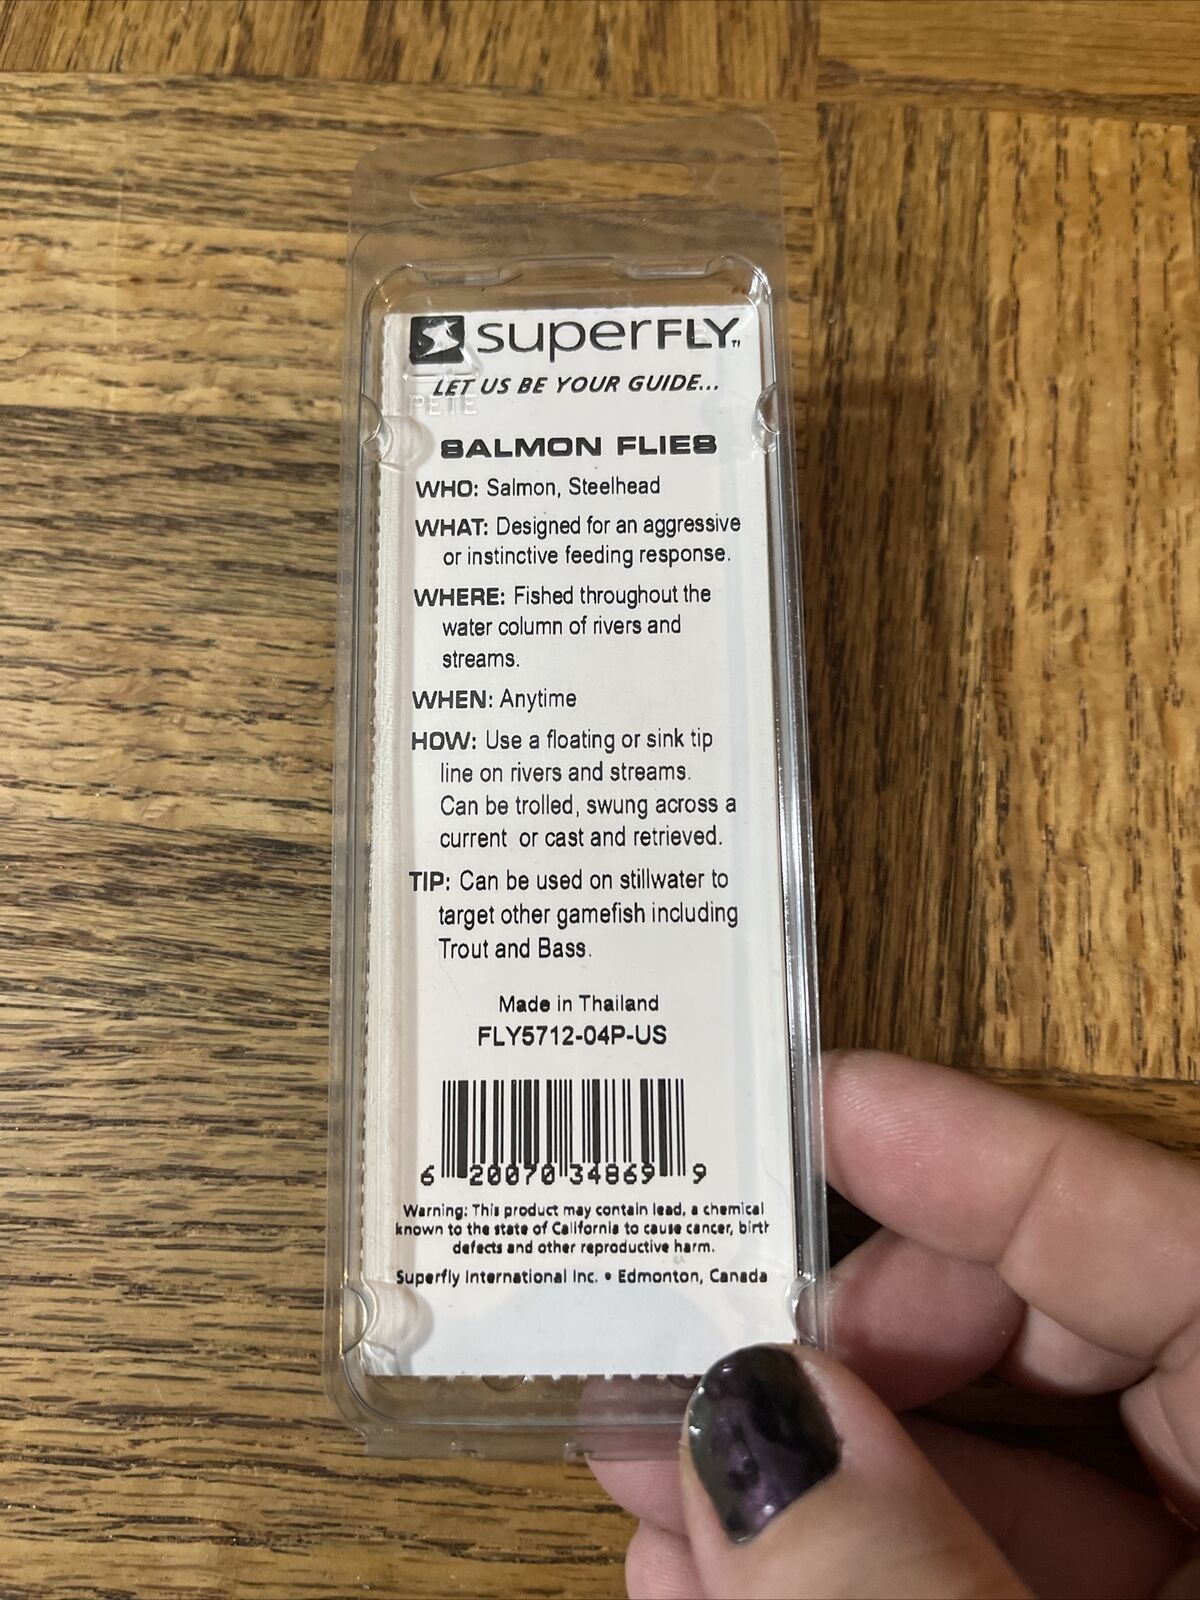 superFLY™
LET US BE YOUR GUIDE...
PETE
SALMON FLIES
WHO: Salmon, Steelhead
WHAT: Designed for an aggressive
or instinctive feeding response.
WHERE: Fished throughout the
water column of rivers and
streams.
WHEN: Anytime
HOW: Use a floating or sink tip
line on rivers and streams.
Can be trolled, swung across a
current or cast and retrieved.
TIP: Can be used on stillwater to
target other gamefish including
Trout and Bass.
Made in Thailand
FLY5712-04P-US
6 20070 34869 9
Warning: This product may contain lead, a chemical
known to the state of California to cause cancer, birth
defects and other reproductive harm.
Superfly International Inc. • Edmonton, Canada